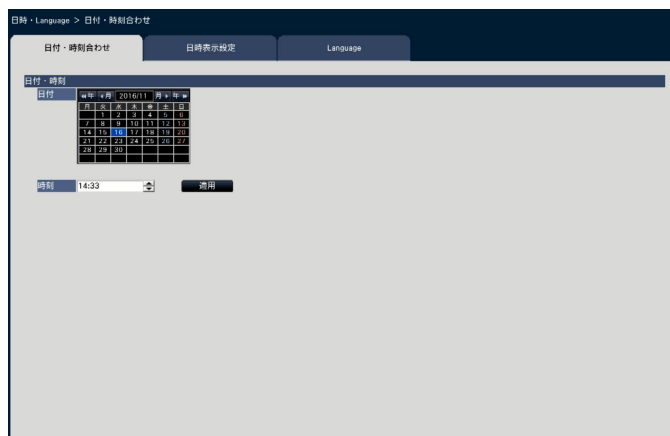 日時・Language > 日付・時刻合わせ
日付・時刻合わせ 日時表示設定 Language
日付・時刻
日付 ◀◀年 ◀月 2016/11 月▶ 年▶▶
月 火 水 木 金 土 日
1 2 3 4 5 6
7 8 9 10 11 12 13
14 15 16 17 18 19 20
21 22 23 24 25 26 27
28 29 30
時刻 14:33 適用